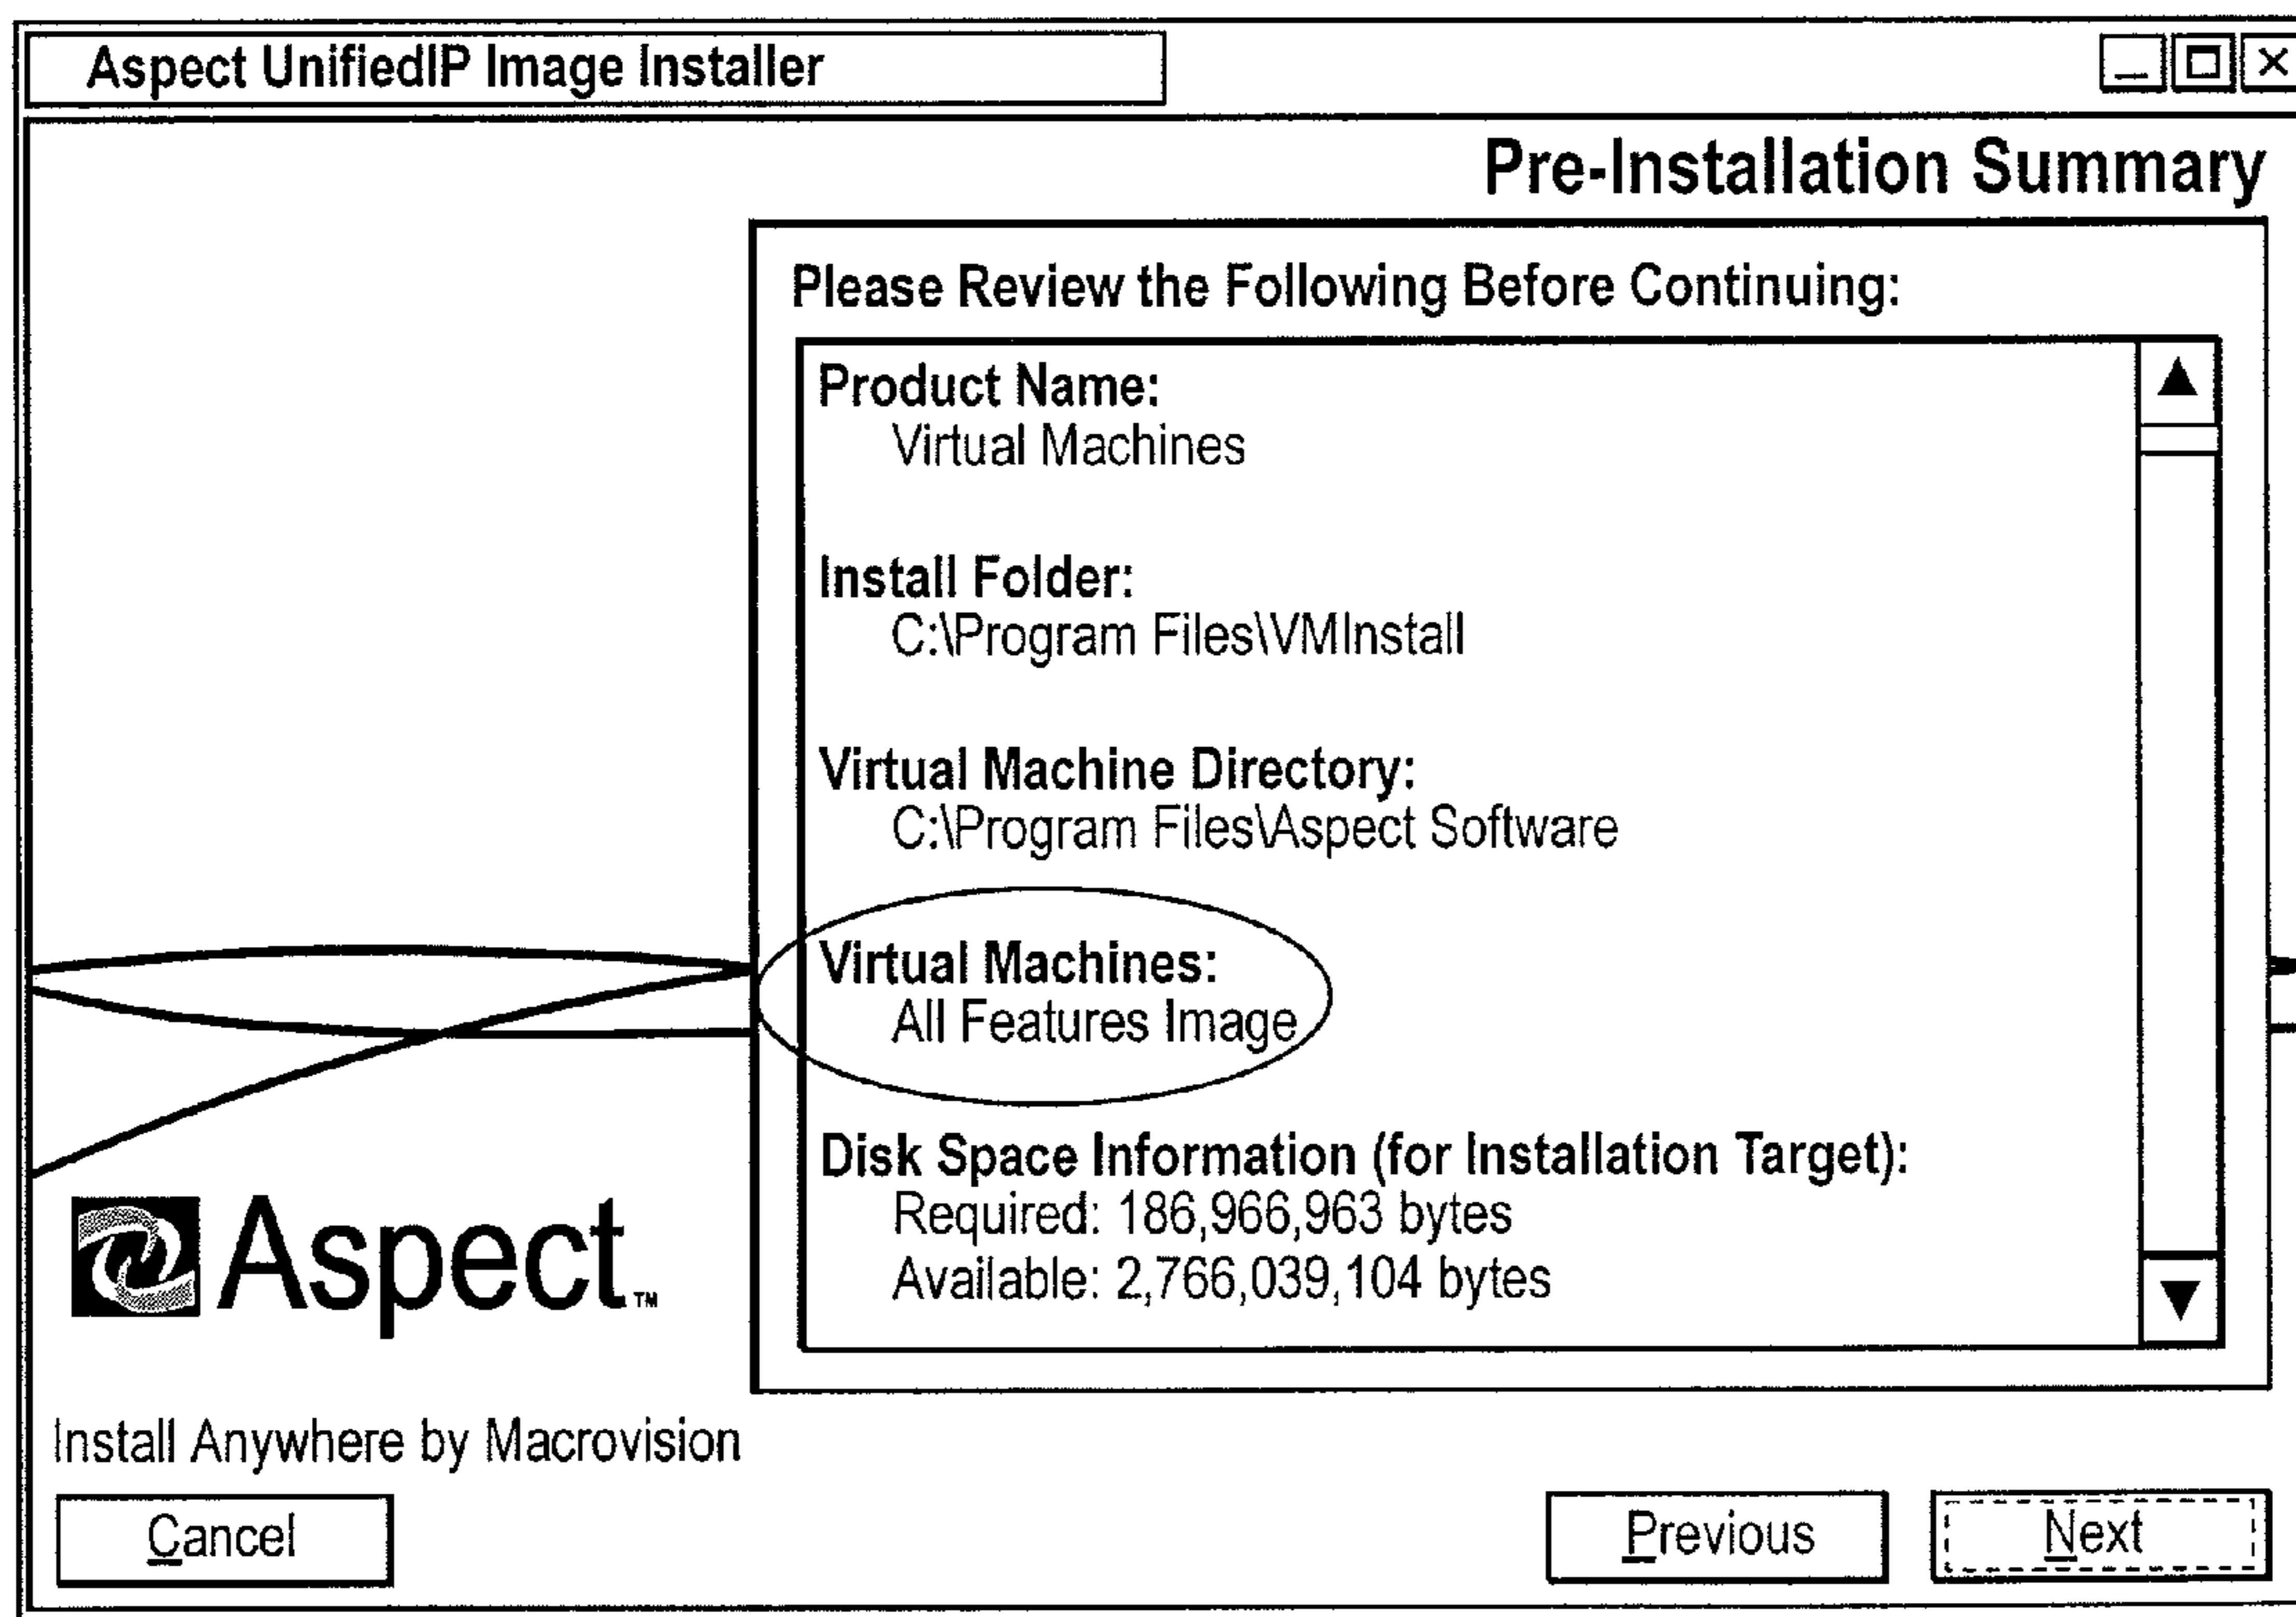 Aspect UnifiedIP Image Installer
Pre-Installation Summary
Please Review the Following Before Continuing:
Product Name:
Virtual Machines
Install Folder:
C:\Program Files\VMInstall
Virtual Machine Directory:
C:\Program Files\Aspect Software
Virtual Machines:
All Features Image
Disk Space Information (for Installation Target):
Required: 186,966,963 bytes
Available: 2,766,039,104 bytes
Aspect™
Install Anywhere by Macrovision
Cancel
Previous
Next